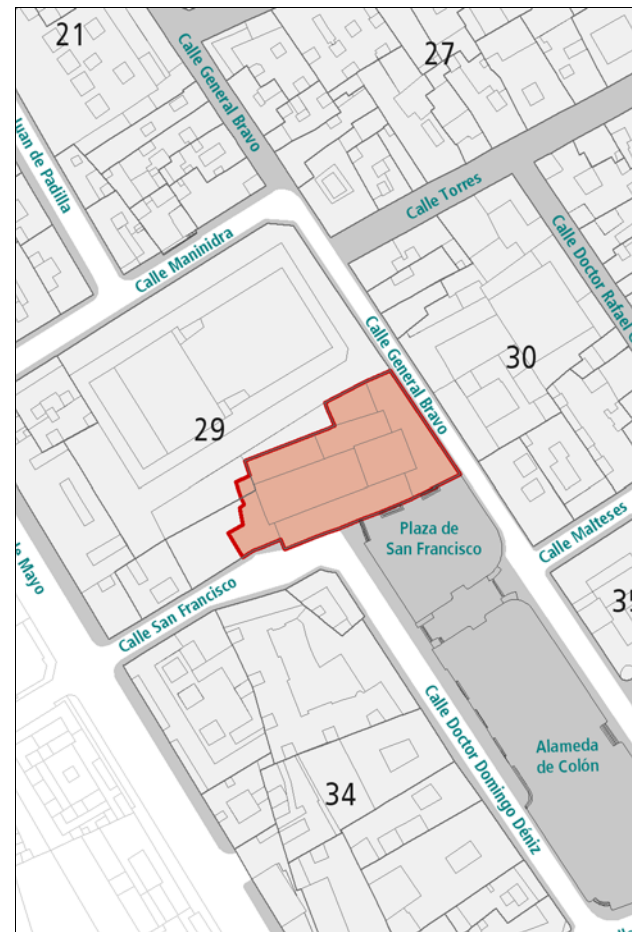 21
Calle General Bravo
27
Juan de Padilla
Calle Torres
Calle Maninidra
Calle Doctor Rafael
Calle General Bravo
30
29
Plaza de
San Francisco
Calle Malteses
de Mayo
35
Calle San Francisco
Calle Doctor Domingo Déniz
Alameda
de Colón
34